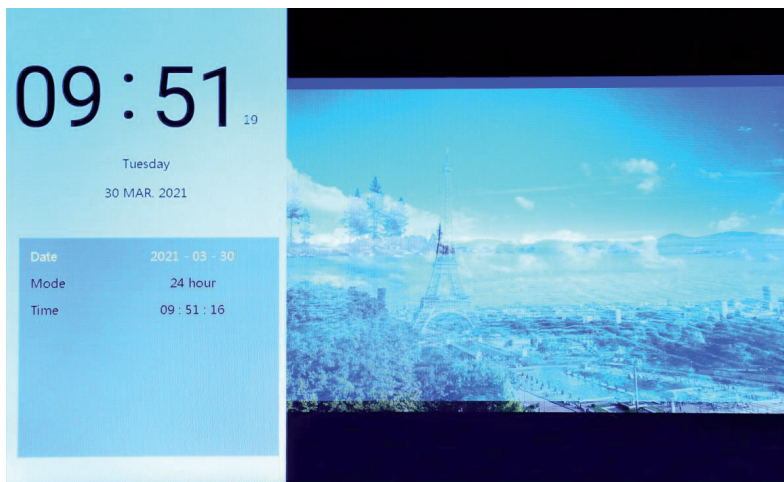 09 : 51 19
Tuesday
30 MAR. 2021
Date 2021 - 03 - 30
Mode 24 hour
Time 09 : 51 : 16